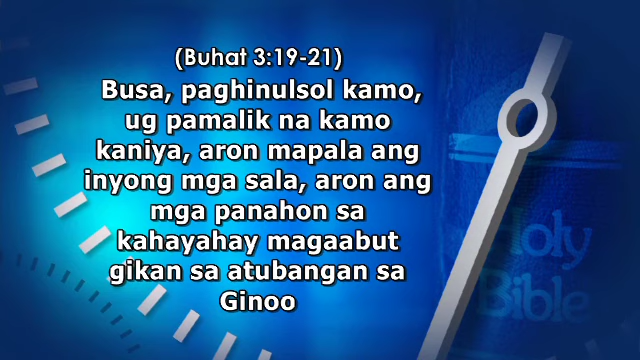 (Buhat 3:19-21)
Busa, paghinulsol kamo,
ug pamalik na kamo
kaniya, aron mapala ang
inyong mga sala, aron ang
mga panahon sa
kahayahay magaabut
gikan sa atubangan sa
Ginoo
Holy
Bible